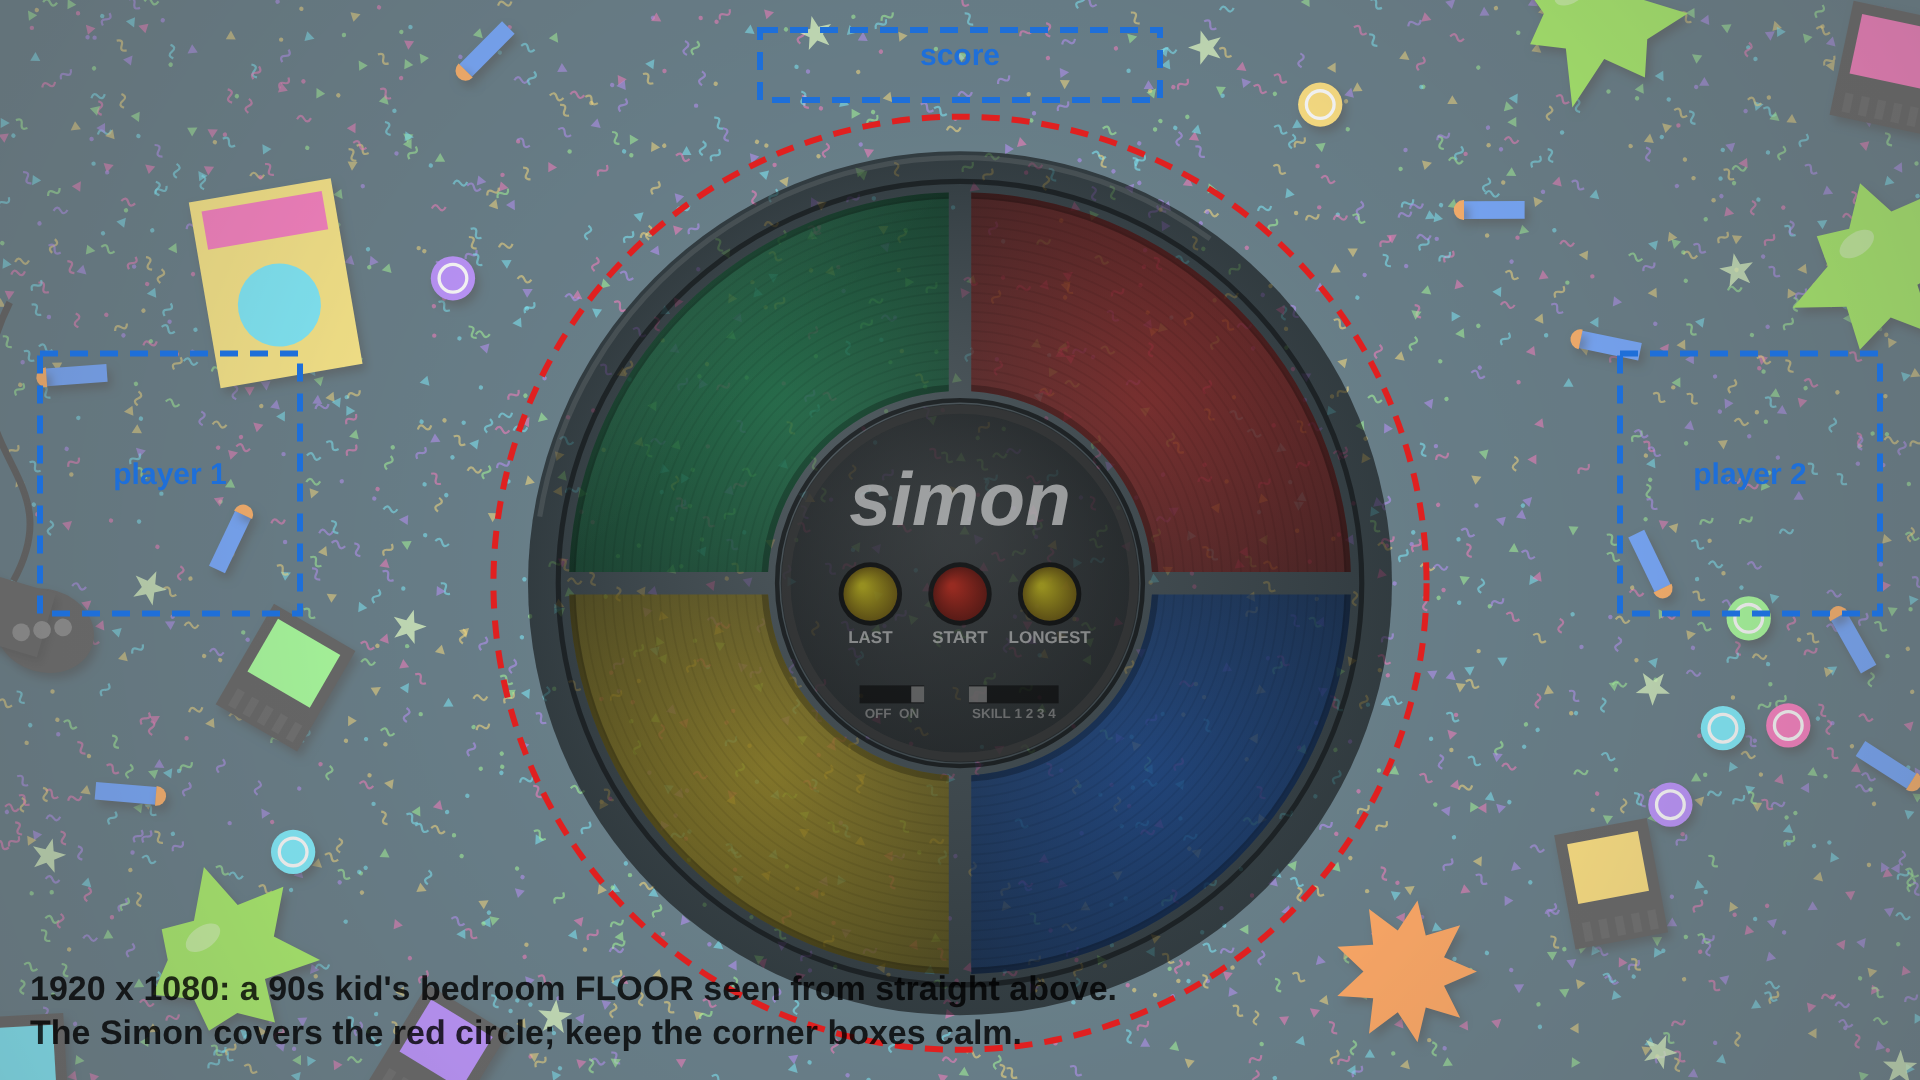 score
player 1
player 2
simon
LAST START LONGEST
OFF ON SKILL 1 2 3 4
1920 x 1080: a 90s kid's bedroom FLOOR seen from straight above.
The Simon covers the red circle; keep the corner boxes calm.